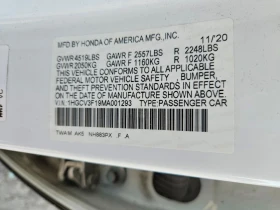 MFD. BY HONDA OF AMERICA MFG.,INC. 11/20
GVWR 4519LBS GAWR F 2557LBS R 2248LBS
GVWR 2050KG GAWR F 1160KG R 1020KG
THIS VEHICLE CONFORMS TO ALL APPLICABLE
FEDERAL MOTOR VEHICLE SAFETY, BUMPER,
AND THEFT PREVENTION STANDARDS IN EFFECT
ON THE DATE OF MANUFACTURE SHOWN ABOVE.
VIN: 1HGCV3F19MA001293 TYPE: PASSENGER CAR
NH883PX F A